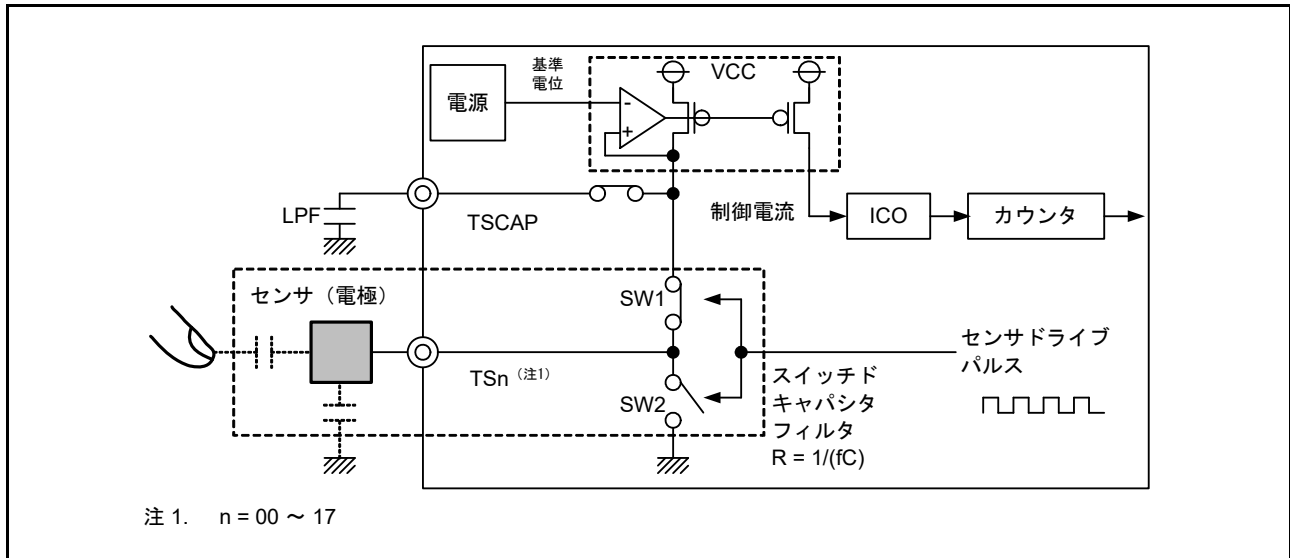 電源
基準
電位
VCC
-
+
LPF
TSCAP
制御電流
ICO
カウンタ
センサ（電極）
SW1
TSn（注1）
SW2
センサドライブ
パルス
スイッチド
キャパシタ
フィルタ
R = 1/(fC)
注 1. n = 00 ～ 17